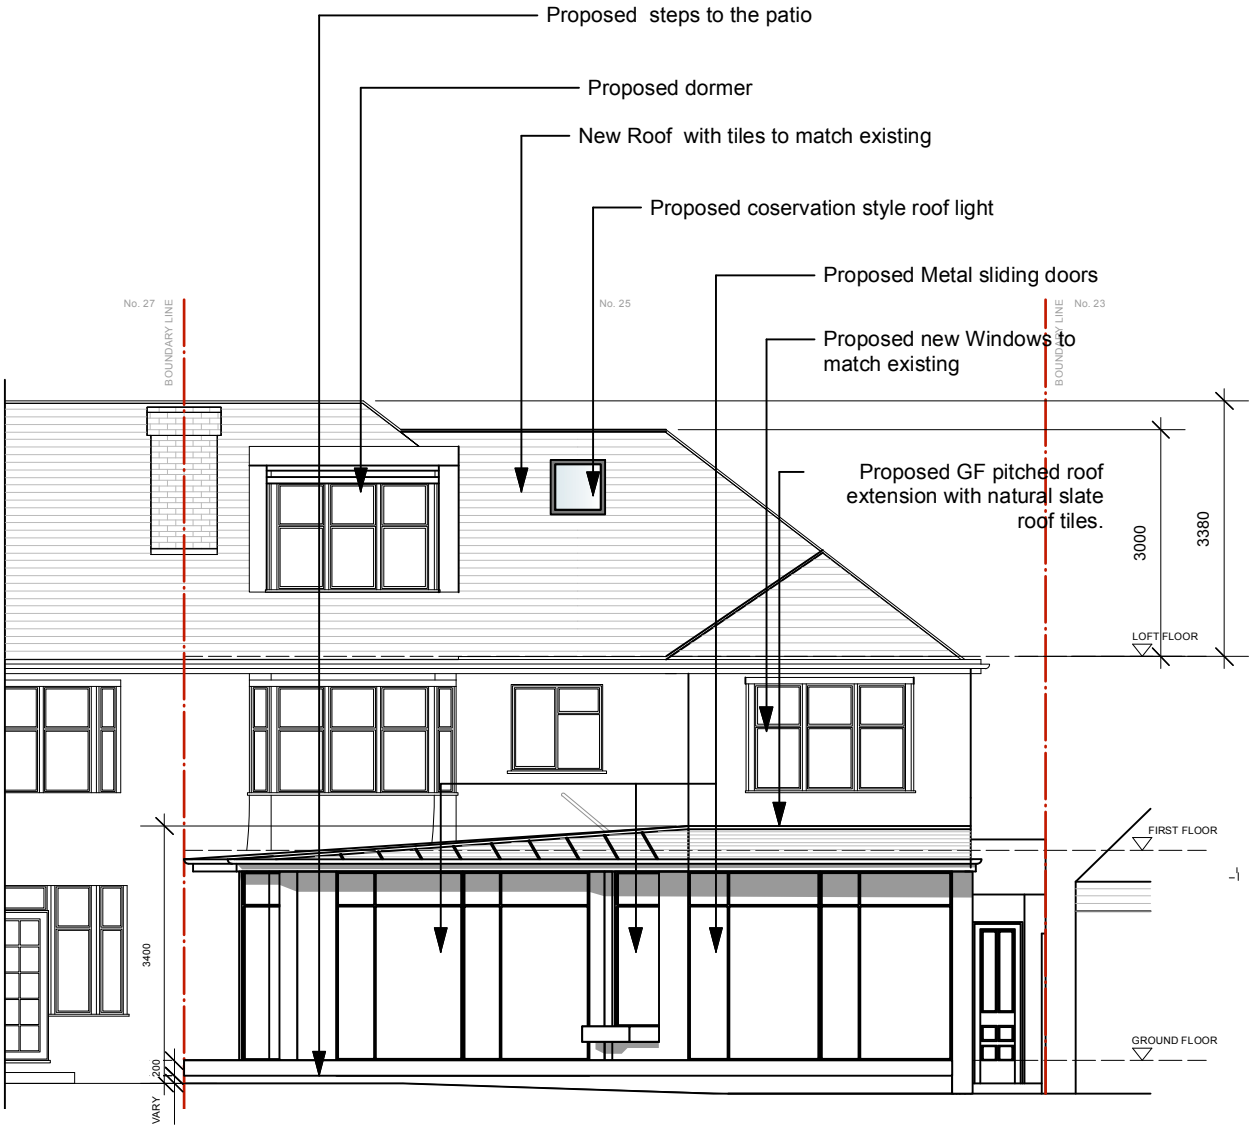 Proposed  steps to the patio
Proposed dormer
New Roof  with tiles to match existing
Proposed coservation style roof light
Proposed Metal sliding doors
No. 27
BOUNDARY LINE
No. 25
BOUNDARY LINE
No. 23
Proposed new Windows to
match existing
Proposed GF pitched roof
extension with natural slate
roof tiles.
3000
3380
LOFT FLOOR
FIRST FLOOR
3400
GROUND FLOOR
200
VARY